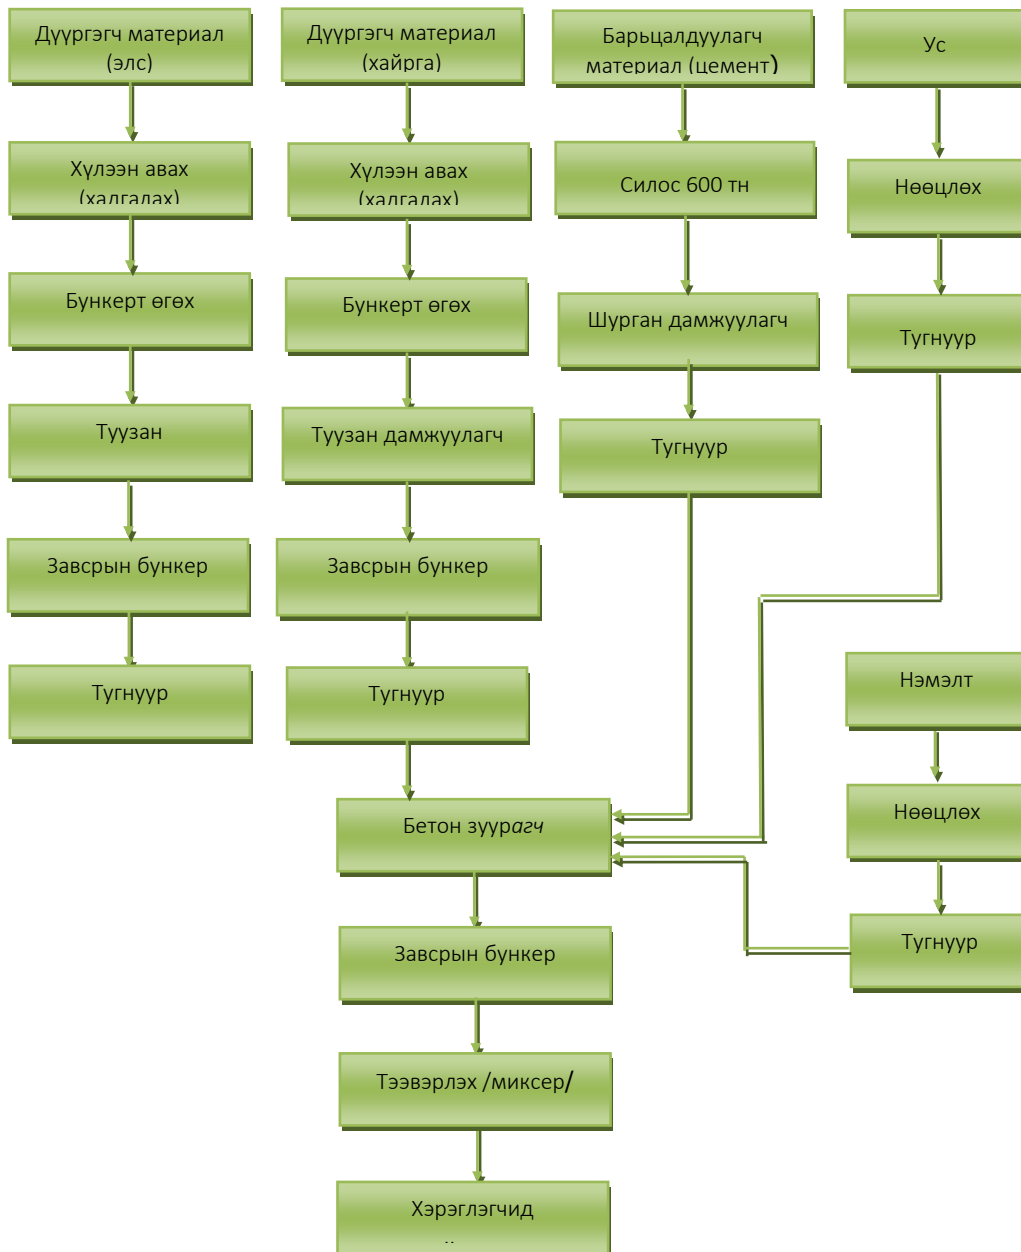 Дүүргэгч материал
(элс)
Хүлээн авах
(хадгадах)
Бункерт өгөх
Туузан
Завсрын бункер
Тугнуур
Дүүргэгч материал
(хайрга)
Хүлээн авах
(хадгадах)
Бункерт өгөх
Туузан дамжуулагч
Завсрын бункер
Тугнуур
Барьцалдуулагч
материал (цемент)
Силос 600 тн
Шурган дамжуулагч
Тугнуур
Ус
Нөөцлөх
Тугнуур
Нэмэлт
Нөөцлөх
Тугнуур
Бетон зуурагч
Завсрын бункер
Тээвэрлэх /миксер/
Хэрэглэгчид